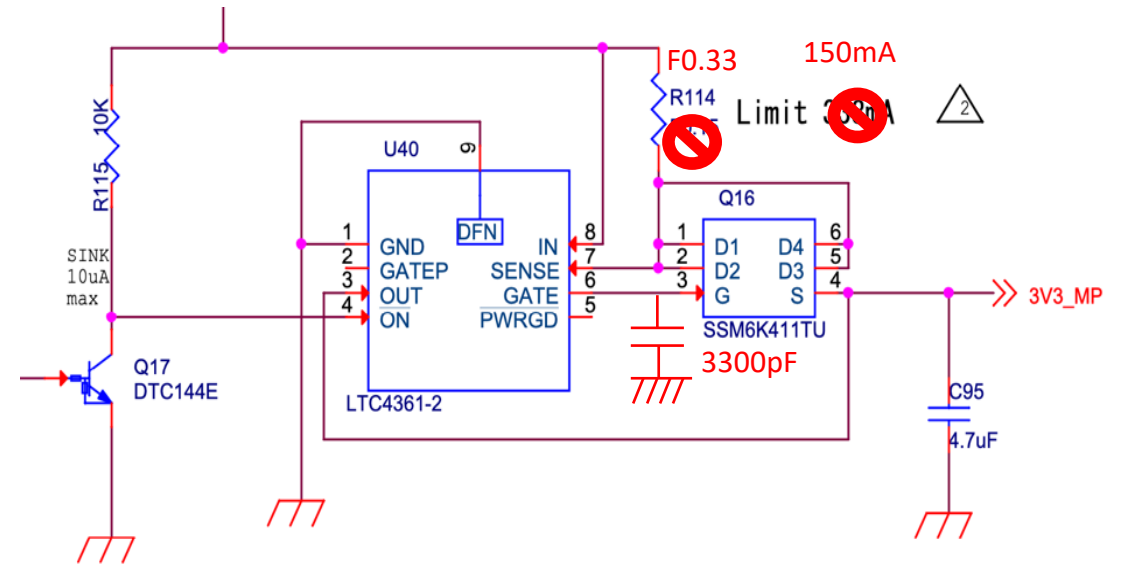 F0.33
150mA
R114
Limit
2
R115 10K
U40
9
Q16
SINK
10uA
max
DFN
1
GND
2
GATEP
3
OUT
4
ON
8
IN
7
SENSE
6
GATE
5
PWRGD
1
D1
2
D2
3
G
6
D4
5
D3
4
S
3V3_MP
SSM6K411TU
3300pF
Q17
DTC144E
LTC4361-2
C95
4.7uF